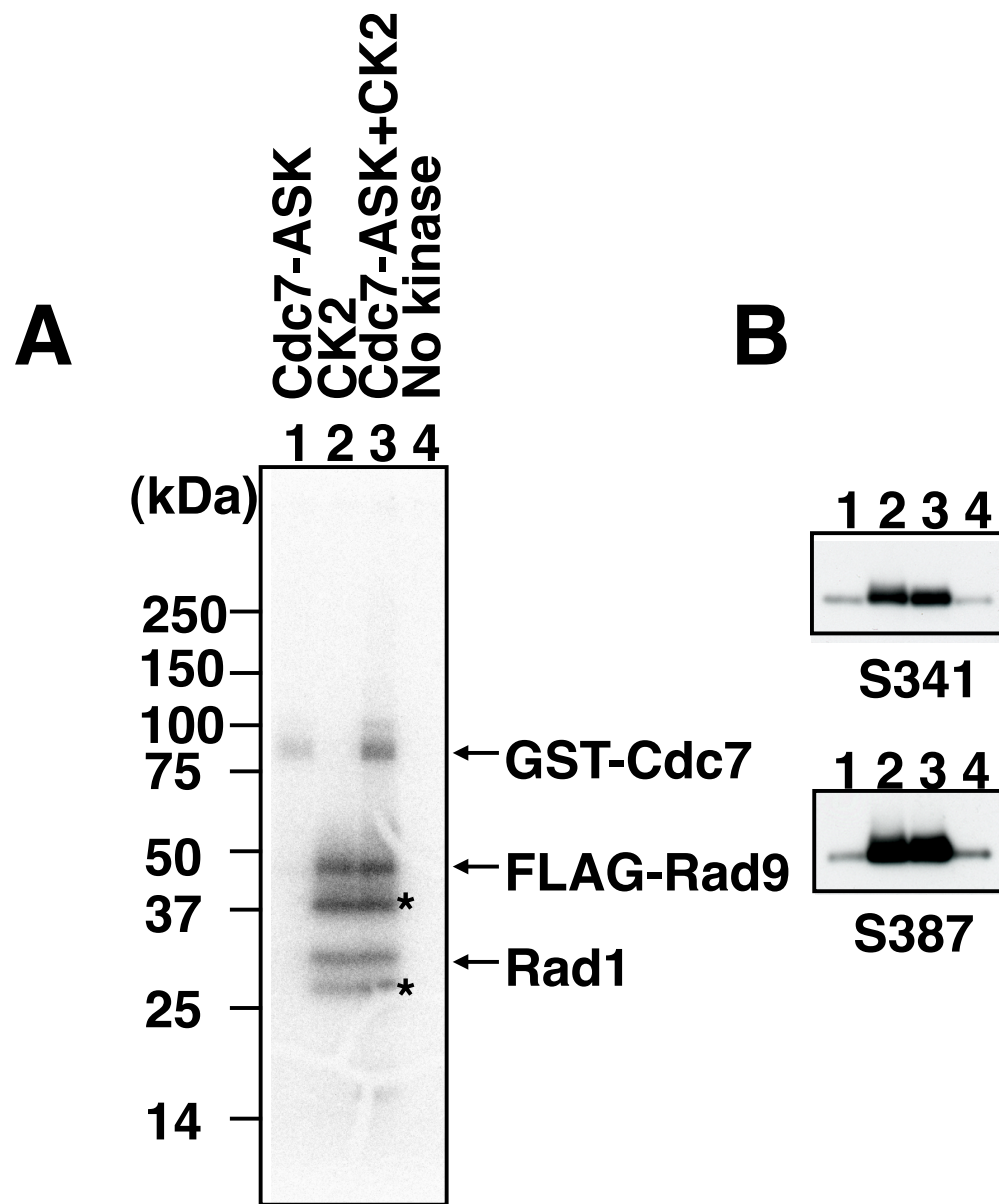 A
Cdc7-ASK
CK2
Cdc7-ASK+CK2
No kinase
1 2 3 4
(kDa)
250
150
100
75
50
37
25
14
GST-Cdc7
FLAG-Rad9
*
Rad1
*
B
1 2 3 4
S341
1 2 3 4
S387